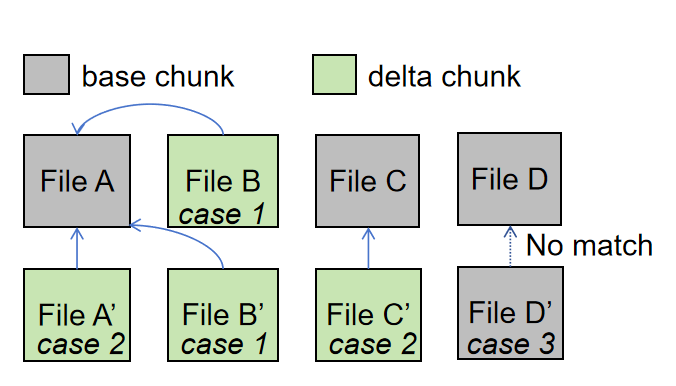 base chunk
delta chunk
File A
File B
case 1
File C
File D
No match
File A’
case 2
File B’
case 1
File C’
case 2
File D’
case 3